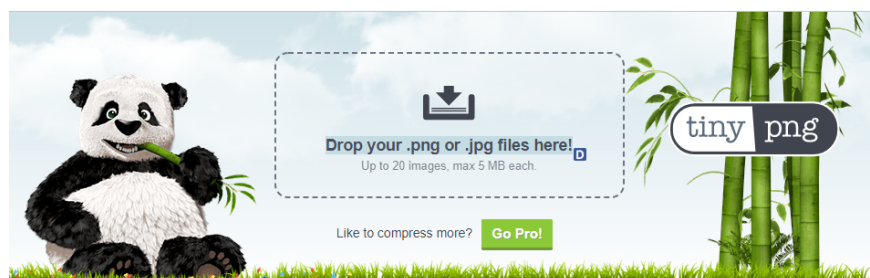 Drop your .png or .jpg files here!
D
Up to 20 images, max 5 MB each.
tiny png
Like to compress more? Go Pro!